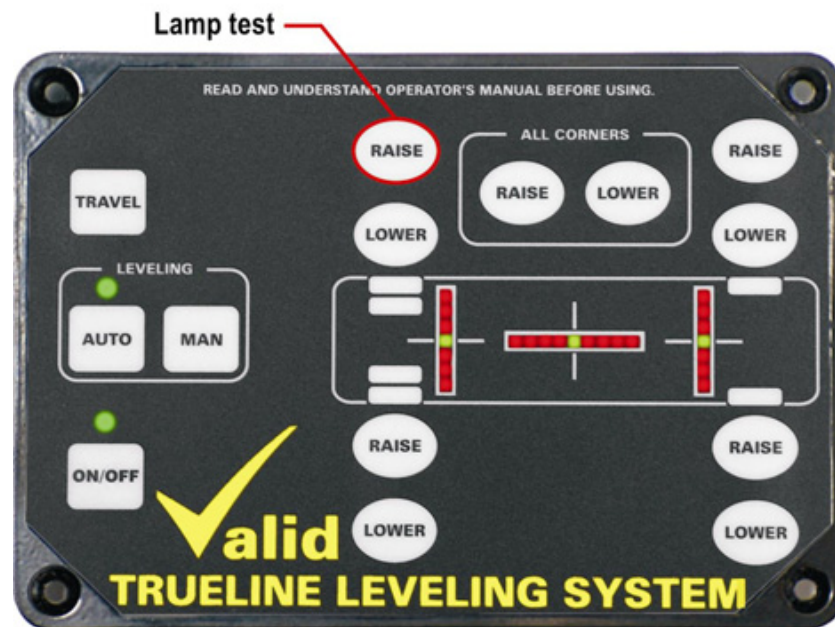 Lamp test
READ AND UNDERSTAND OPERATOR'S MANUAL BEFORE USING.
RAISE
ALL CORNERS
RAISE
TRAVEL
RAISE
LOWER
LOWER
LOWER
LEVELING
AUTO
MAN
RAISE
RAISE
ON/OFF
Valid
LOWER
LOWER
TRUELINE LEVELING SYSTEM